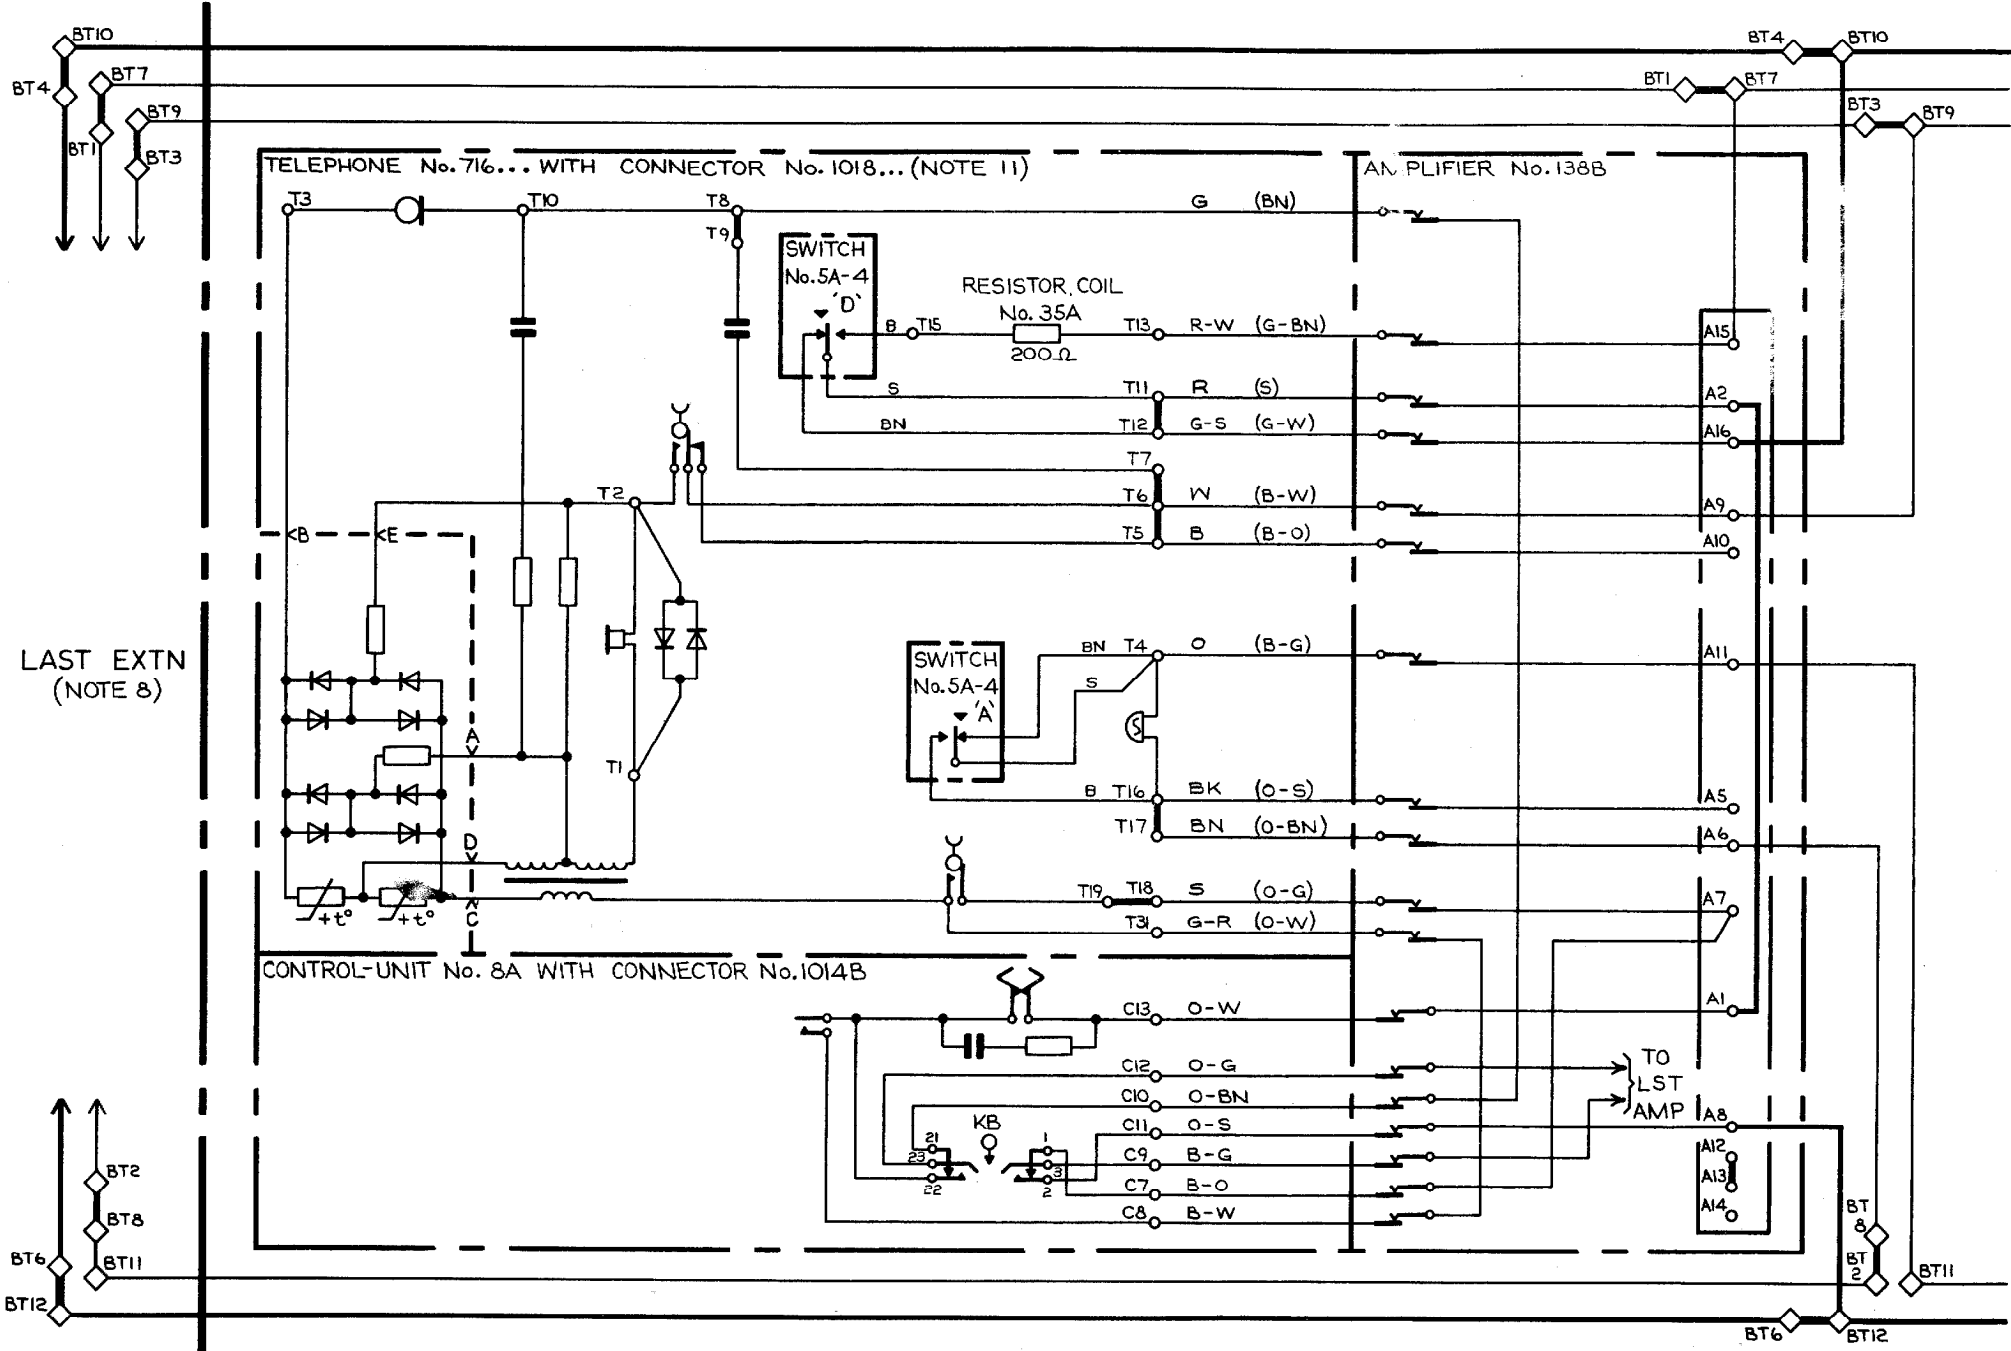 BT10
BT4 BT10
BT4 BT7
BT1 BT7
BT9
BT3 BT9
BT1 BT3
TELEPHONE No.716... WITH CONNECTOR No.1018... (NOTE 11)
AMPLIFIER No.138B
T3 T10 T8 G (BN)
T9
SWITCH
No.5A-4
'D'
RESISTOR, COIL
No. 35A
B T15 T13 R-W (G-BN) A15
200Ω
S T11 R (S) A2
BN T12 G-S (G-W) A16
T7
T2 T6 W (B-W) A9
B E T5 B (B-O) A10
LAST EXTN
(NOTE 8)
SWITCH
No.5A-4
'A'
BN T4 O (B-G) A11
S
S
A
T1
B T16 BK (O-S) A5
T17 BN (O-BN) A6
D
T19 T18 S (O-G) A7
+t° +t° C T31 G-R (O-W)
CONTROL-UNIT No. 8A WITH CONNECTOR No.1014B
C13 O-W A1
C12 O-G
TO
LST
AMP
C10 O-BN
C11 O-S A8
KB
21 1
23 3 C9 B-G A12
22 2 C7 B-O A13
C8 B-W A14
BT2
BT8
BT
8
BT6 BT11
BT
2 BT11
BT12
BT6 BT12